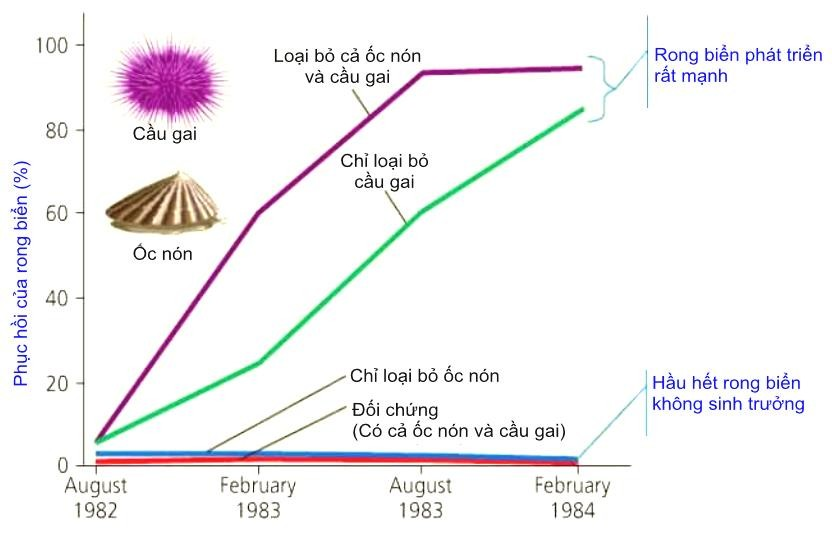 Phục hồi của rong biển (%)
100
80
60
40
20
0
Cầu gai
Ốc nón
Loại bỏ cả ốc nón
và cầu gai
Chỉ loại bỏ
cầu gai
Chỉ loại bỏ ốc nón
Đối chứng
(Có cả ốc nón và cầu gai)
Rong biển phát triển
rất mạnh
Hầu hết rong biển
không sinh trưởng
August
1982
February
1983
August
1983
February
1984